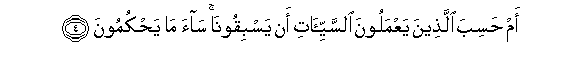 أَمْ حَسِبَ ٱلَّذِينَ يَعْمَلُونَ ٱلسَّيِّـَٔاتِ أَن يَسْبِقُونَا ۚ سَآءَ مَا يَحْكُمُونَ ۝٤